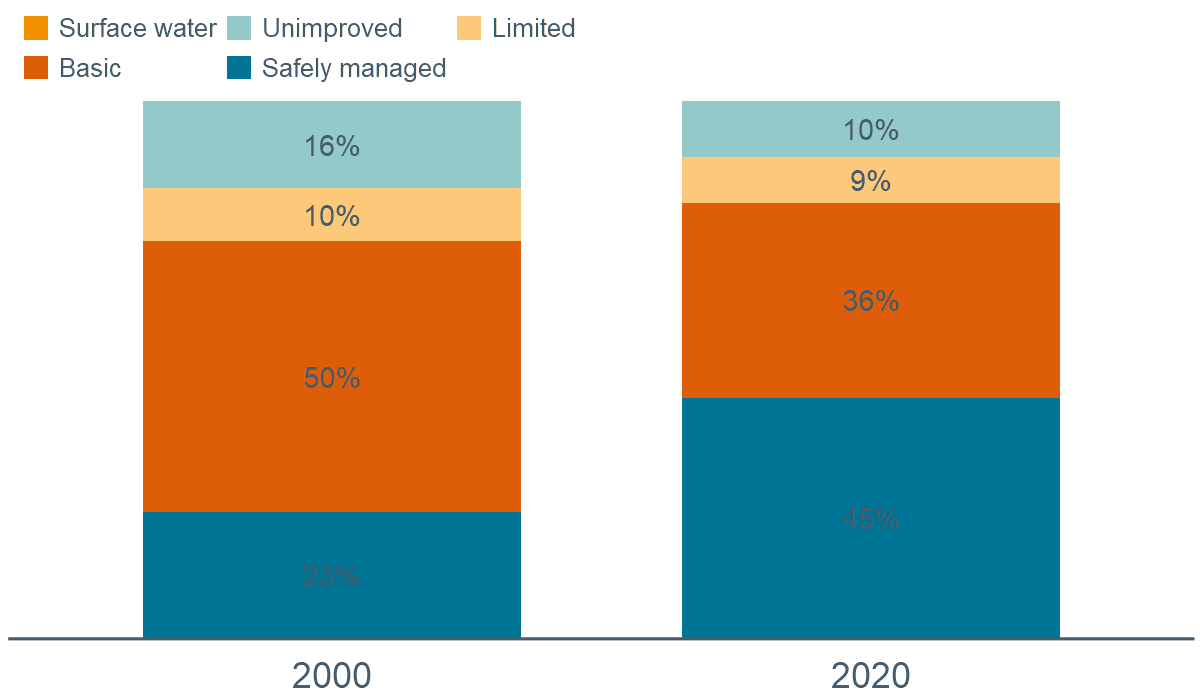 Surface water Unimproved Limited
Basic Safely managed
16% 10%
10% 9%
50% 36%
23% 45%
2000 2020